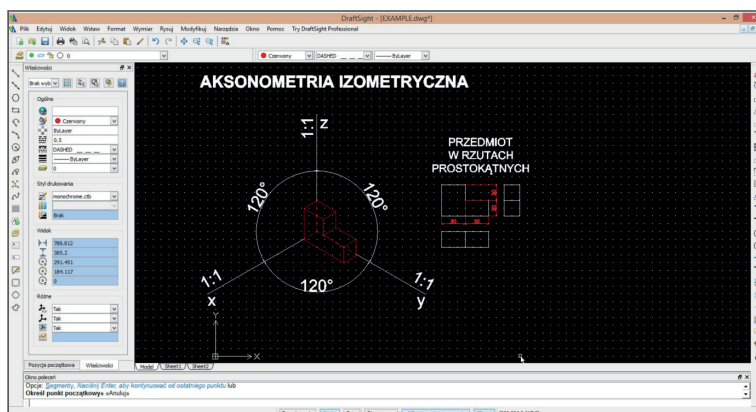 DraftSight - [EXAMPLE.dwg*]
Plik Edytuj Widok Wstaw Format Wymiar Rysuj Modyfikuj Narzędzia Okno Pomoc Try DraftSight Professional
0 Czerwony DASHED ByLayer
Właściwości
Brak wyb
Ogólne
Czerwony
ByLayer
0.5
DASHED
ByLayer
0
Styl drukowania
monochrome.ctb
Brak
Widok
385.2
251.451
184.117
0
Różne
Tak
Tak
Tak
Pozycja początkowa Właściwości
AKSONOMETRIA IZOMETRYCZNA
1:1 z
120° 120°
120°
1:1
x
1:1
y
PRZEDMIOT
W RZUTACH
PROSTOKĄTNYCH
Y
X
Model Sheet1 Sheet2
Okno poleceń
Opcje: Segmenty, Naciśnij Enter, aby kontynuować od ostatniego punktu lub
Określ punkt początkowy» «Anuluj»